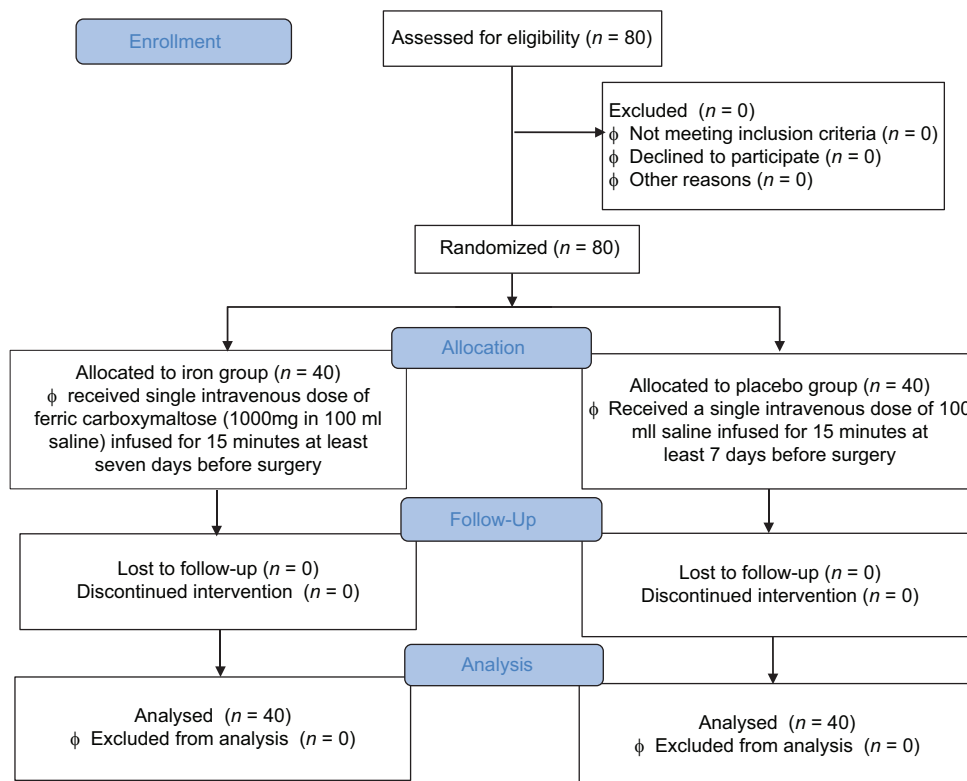 Enrollment
Assessed for eligibility (n = 80)
Excluded (n = 0)
ϕ Not meeting inclusion criteria (n = 0)
ϕ Declined to participate (n = 0)
ϕ Other reasons (n = 0)
Randomized (n = 80)
Allocation
Allocated to iron group (n = 40)
ϕ received single intravenous dose of
ferric carboxymaltose (1000mg in 100 ml
saline) infused for 15 minutes at least
seven days before surgery
Allocated to placebo group (n = 40)
ϕ Received a single intravenous dose of 100
mll saline infused for 15 minutes at
least 7 days before surgery
Follow-Up
Lost to follow-up (n = 0)
Discontinued intervention (n = 0)
Lost to follow-up (n = 0)
Discontinued intervention (n = 0)
Analysis
Analysed (n = 40)
ϕ Excluded from analysis (n = 0)
Analysed (n = 40)
ϕ Excluded from analysis (n = 0)